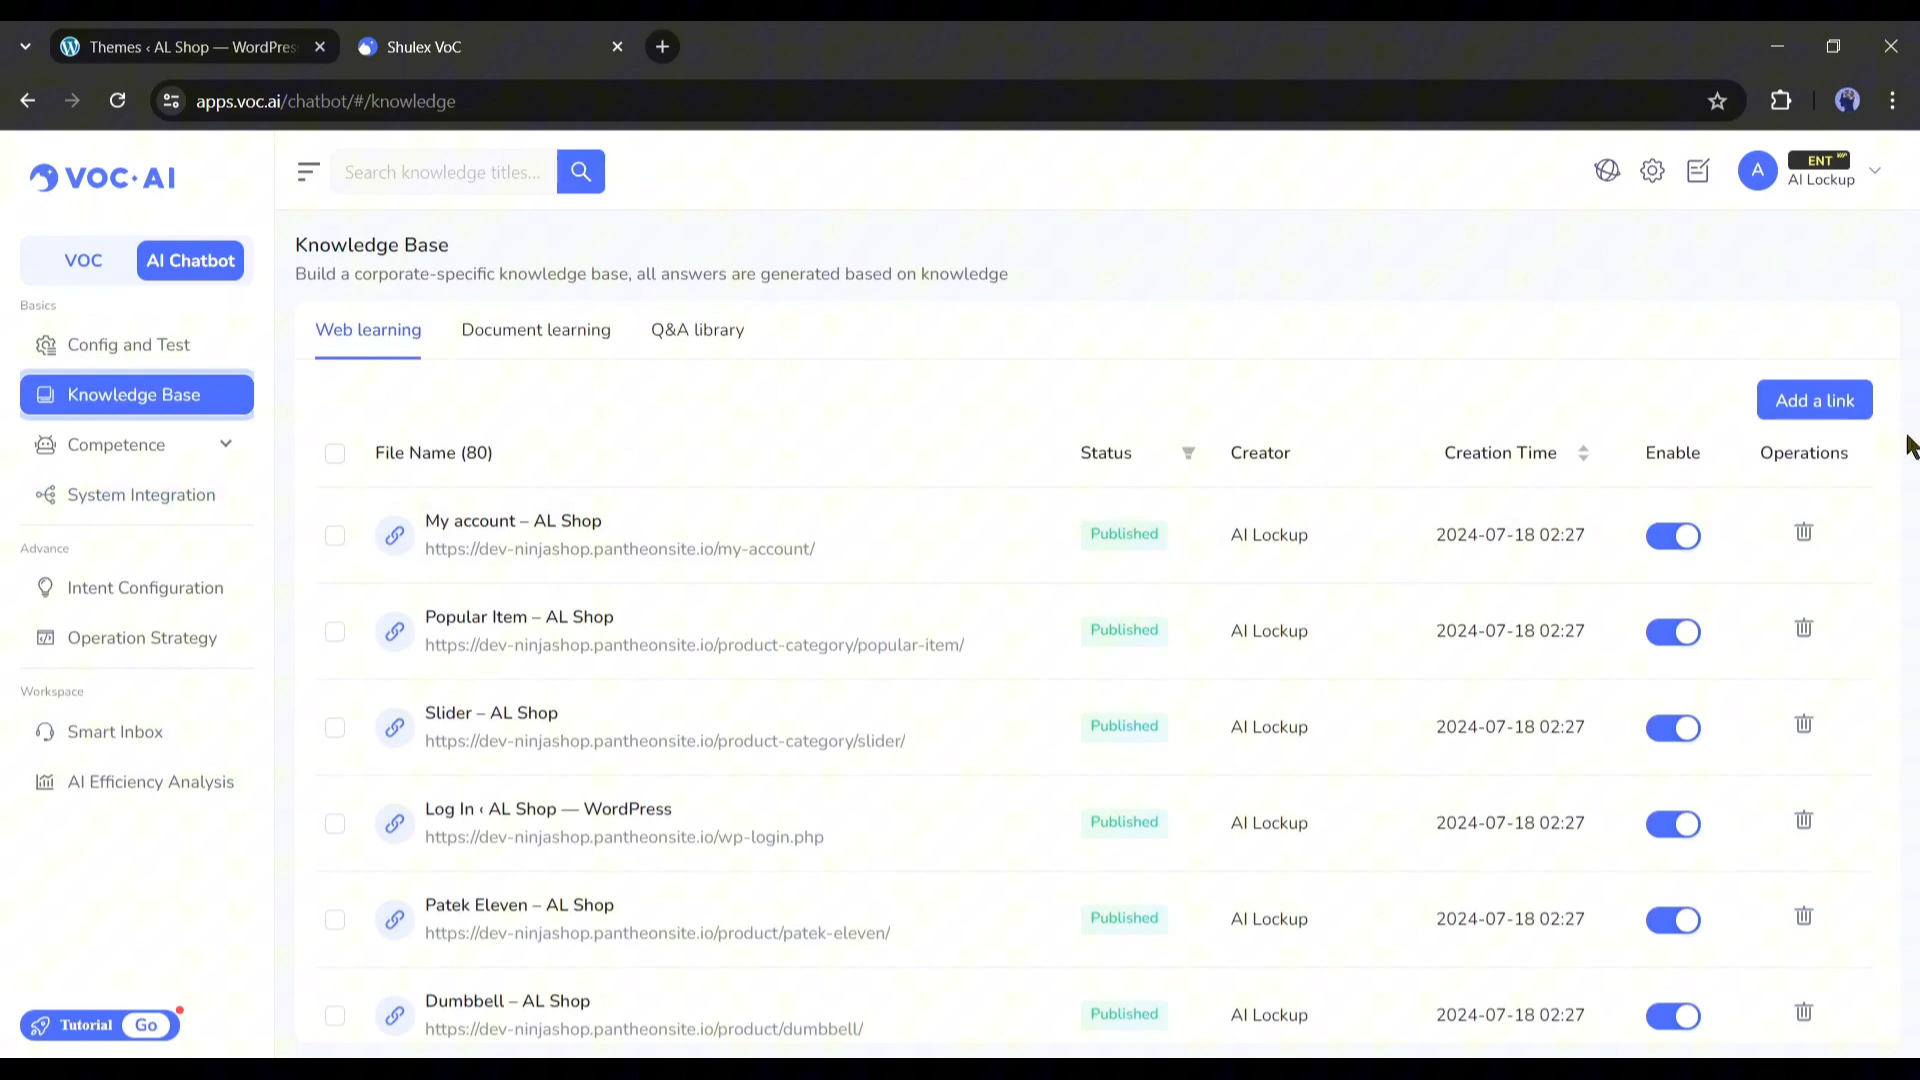 Themes ‹ AL Shop — WordPres
Shulex VoC
apps.voc.ai/chatbot/#/knowledge
VOC·AI
Search knowledge titles...
A
ENT VIP
AI Lockup
VOC
AI Chatbot
Basics
Config and Test
Knowledge Base
Competence
System Integration
Advance
Intent Configuration
Operation Strategy
Workspace
Smart Inbox
AI Efficiency Analysis
Tutorial Go
Knowledge Base
Build a corporate-specific knowledge base, all answers are generated based on knowledge
Web learning Document learning Q&A library
Add a link
File Name (80) Status Creator Creation Time Enable Operations
My account – AL Shop
https://dev-ninjashop.pantheonsite.io/my-account/
Published AI Lockup 2024-07-18 02:27
Popular Item – AL Shop
https://dev-ninjashop.pantheonsite.io/product-category/popular-item/
Published AI Lockup 2024-07-18 02:27
Slider – AL Shop
https://dev-ninjashop.pantheonsite.io/product-category/slider/
Published AI Lockup 2024-07-18 02:27
Log In ‹ AL Shop — WordPress
https://dev-ninjashop.pantheonsite.io/wp-login.php
Published AI Lockup 2024-07-18 02:27
Patek Eleven – AL Shop
https://dev-ninjashop.pantheonsite.io/product/patek-eleven/
Published AI Lockup 2024-07-18 02:27
Dumbbell – AL Shop
https://dev-ninjashop.pantheonsite.io/product/dumbbell/
Published AI Lockup 2024-07-18 02:27